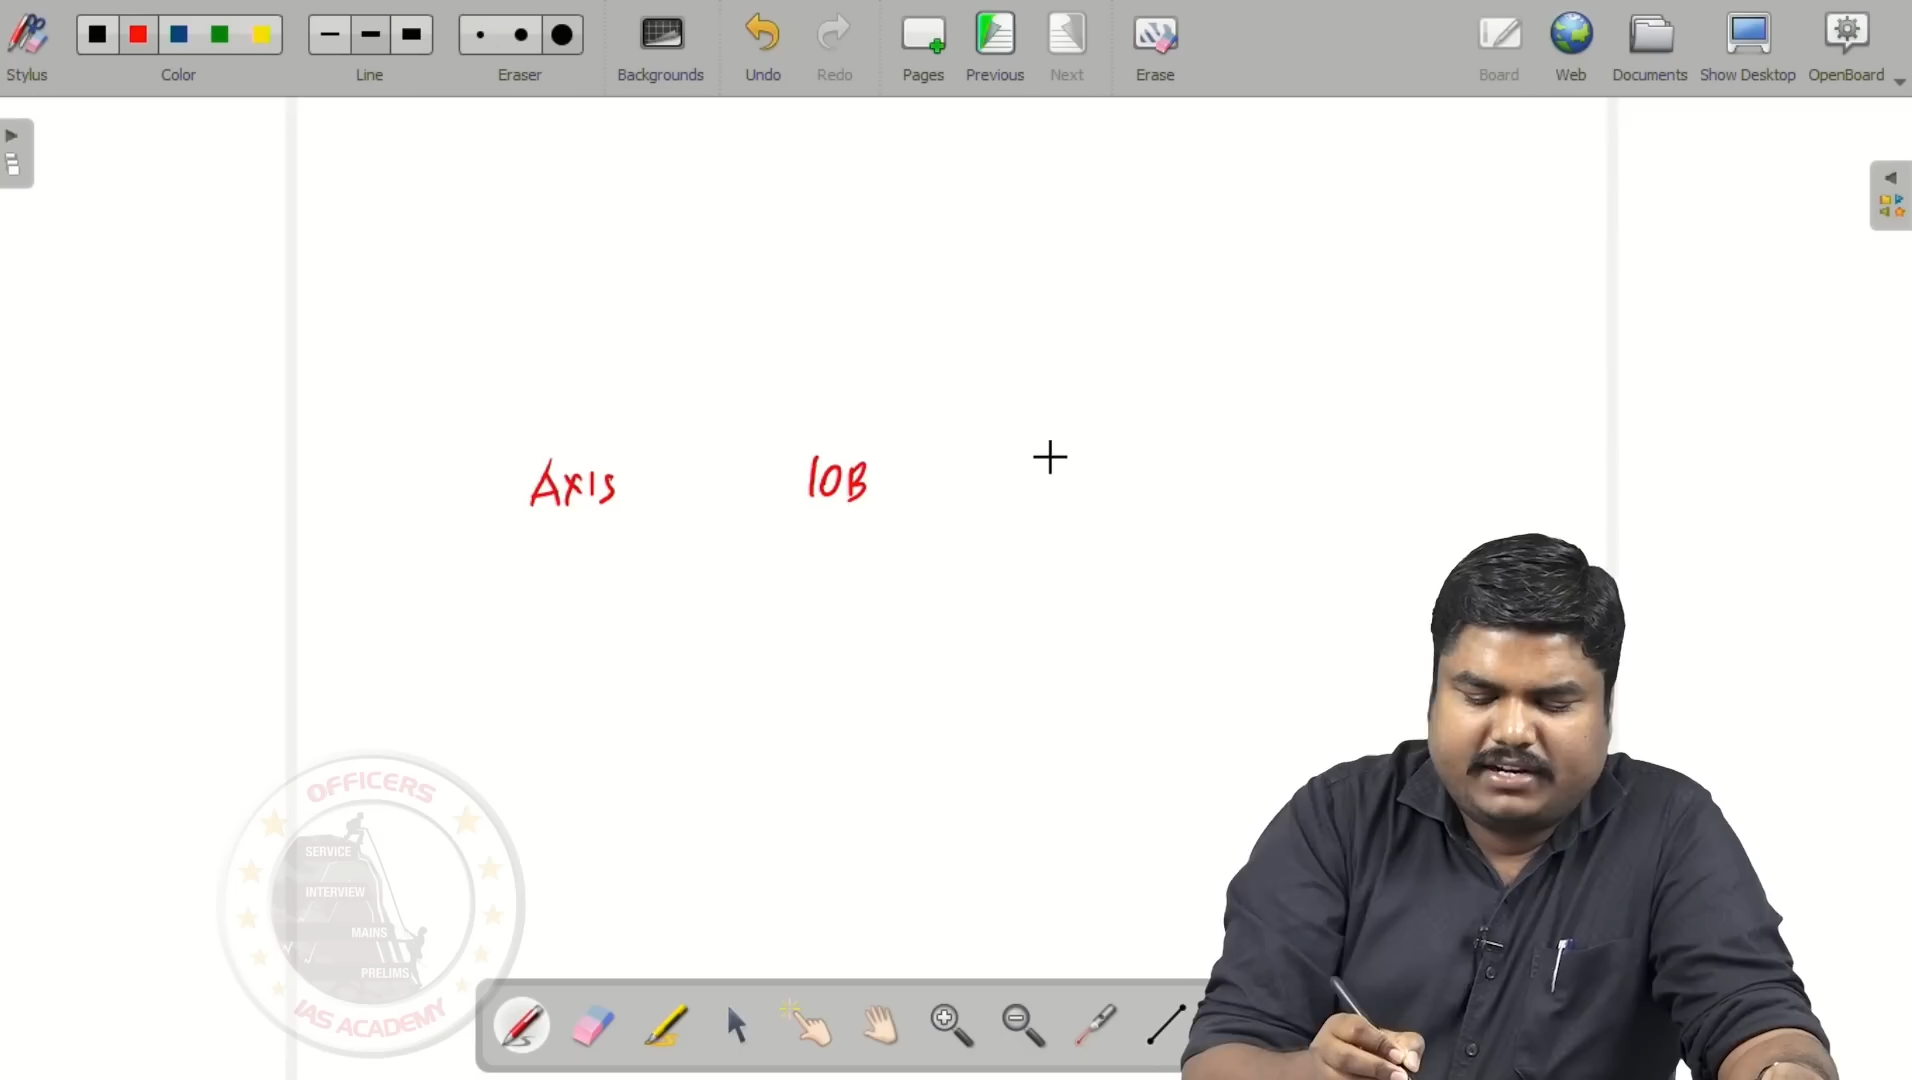 Stylus Color Line Eraser Backgrounds Undo Redo Pages Previous Next Erase Board Web Documents Show Desktop OpenBoard
AXIS IOB
OFFICERS
SERVICE
INTERVIEW
MAINS
PRELIMS
IAS ACADEMY